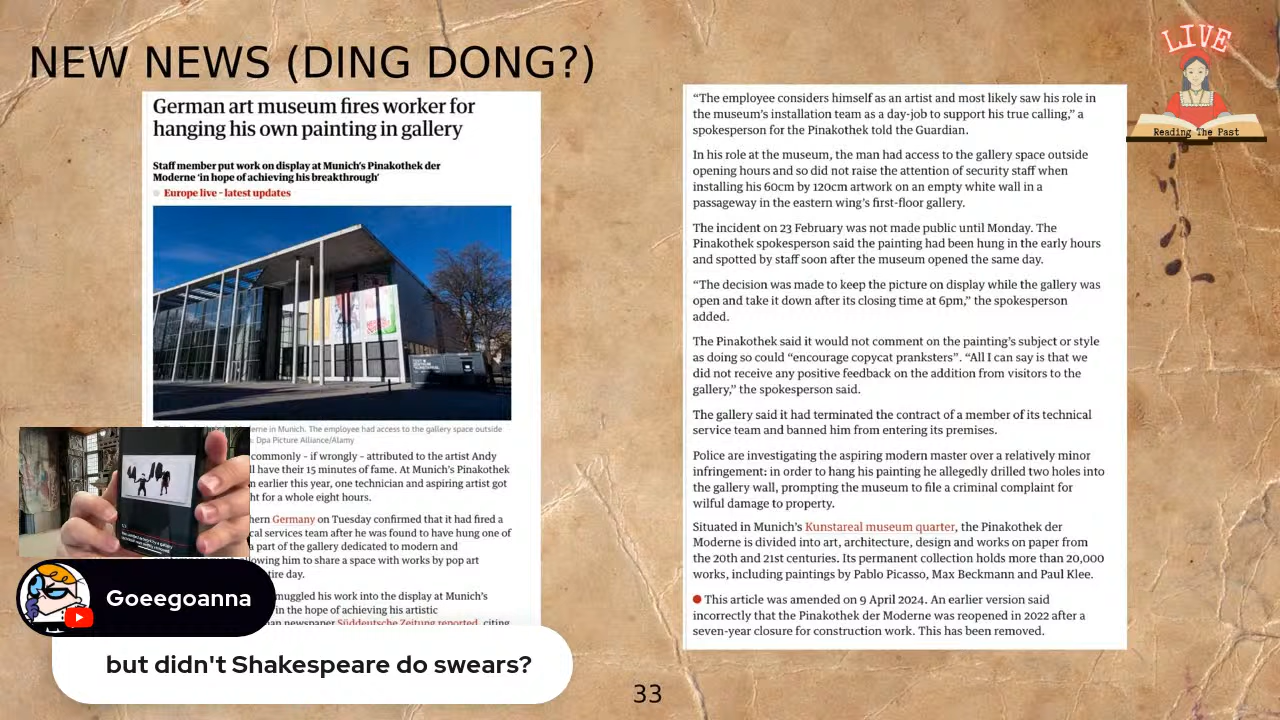 NEW NEWS (DING DONG?)
LIVE
Reading The Past
German art museum fires worker for
hanging his own painting in gallery
Staff member put work on display at Munich's Pinakothek der
Moderne 'in hope of achieving his breakthrough'
Europe live – latest updates
in Munich. The employee had access to the gallery space outside
Dpa Picture Alliance/Alamy
commonly – if wrongly – attributed to the artist Andy
have their 15 minutes of fame. At Munich's Pinakothek
earlier this year, one technician and aspiring artist got
for a whole eight hours.
Germany on Tuesday confirmed that it had fired a
services team after he was found to have hung one of
a part of the gallery dedicated to modern and
him to share a space with works by pop art
day.
his work into the display at Munich's
in the hope of achieving his artistic
newspaper Süddeutsche Zeitung reported, citing
“The employee considers himself as an artist and most likely saw his role in
the museum's installation team as a day-job to support his true calling,” a
spokesperson for the Pinakothek told the Guardian.
In his role at the museum, the man had access to the gallery space outside
opening hours and so did not raise the attention of security staff when
installing his 60cm by 120cm artwork on an empty white wall in a
passageway in the eastern wing's first-floor gallery.
The incident on 23 February was not made public until Monday. The
Pinakothek spokesperson said the painting had been hung in the early hours
and spotted by staff soon after the museum opened the same day.
“The decision was made to keep the picture on display while the gallery was
open and take it down after its closing time at 6pm,” the spokesperson
added.
The Pinakothek said it would not comment on the painting's subject or style
as doing so could “encourage copycat pranksters”. “All I can say is that we
did not receive any positive feedback on the addition from visitors to the
gallery,” the spokesperson said.
The gallery said it had terminated the contract of a member of its technical
service team and banned him from entering its premises.
Police are investigating the aspiring modern master over a relatively minor
infringement: in order to hang his painting he allegedly drilled two holes into
the gallery wall, prompting the museum to file a criminal complaint for
wilful damage to property.
Situated in Munich's Kunstareal museum quarter, the Pinakothek der
Moderne is divided into art, architecture, design and works on paper from
the 20th and 21st centuries. Its permanent collection holds more than 20,000
works, including paintings by Pablo Picasso, Max Beckmann and Paul Klee.
This article was amended on 9 April 2024. An earlier version said
incorrectly that the Pinakothek der Moderne was reopened in 2022 after a
seven-year closure for construction work. This has been removed.
Goeegoanna
but didn't Shakespeare do swears?
33